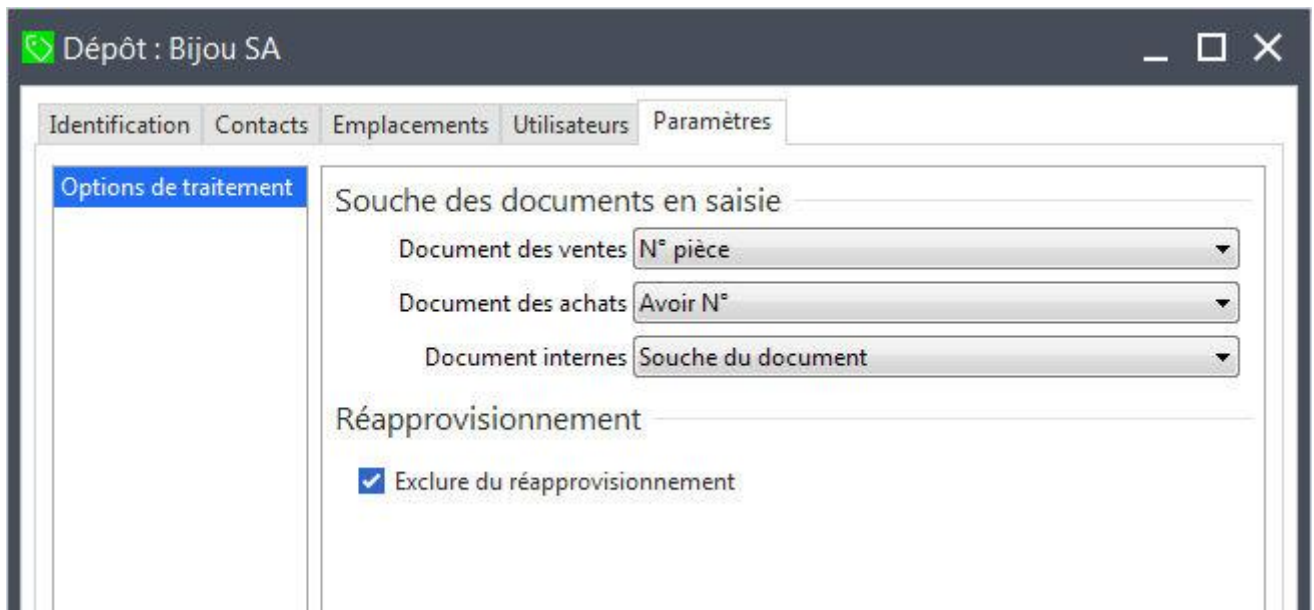 Dépôt : Bijou SA
Identification Contacts Emplacements Utilisateurs Paramètres
Options de traitement
Souche des documents en saisie
Document des ventes N° pièce
Document des achats Avoir N°
Document internes Souche du document
Réapprovisionnement
Exclure du réapprovisionnement